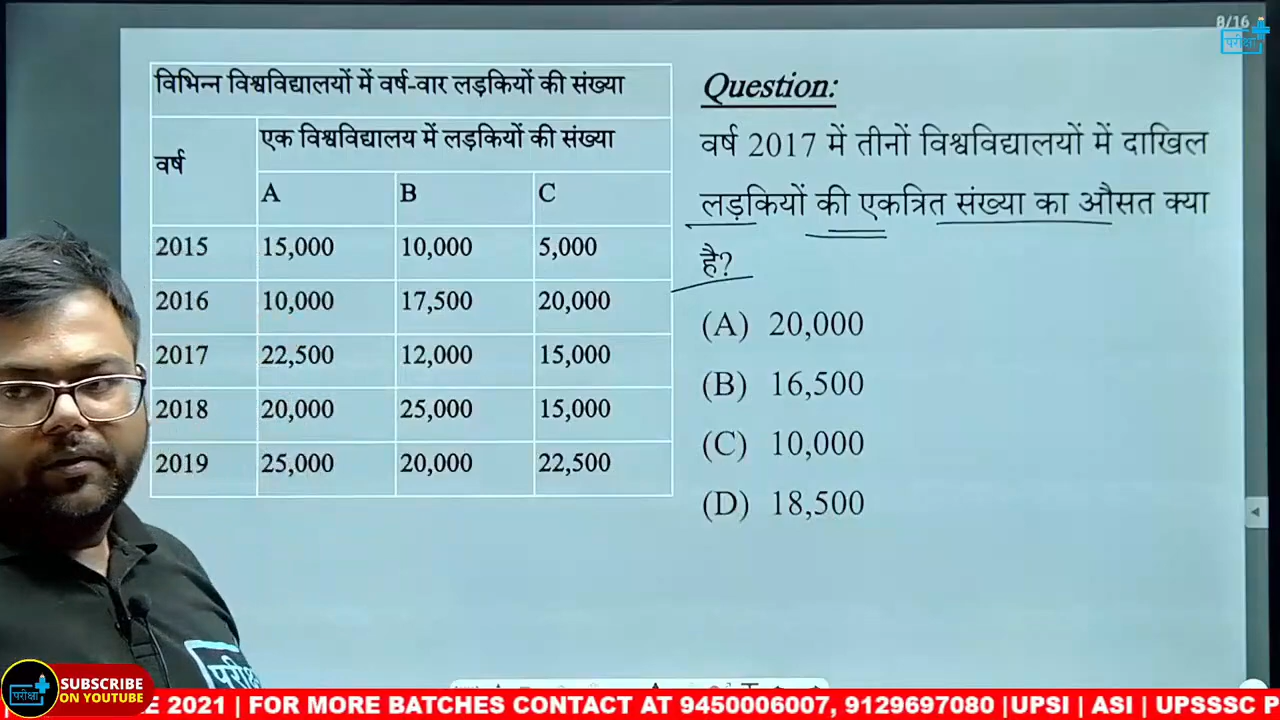 8/16
परीक्षा
विभिन्न विश्वविद्यालयों में वर्ष-वार लड़कियों की संख्या
वर्ष
एक विश्वविद्यालय में लड़कियों की संख्या
A B C
2015 15,000 10,000 5,000
2016 10,000 17,500 20,000
2017 22,500 12,000 15,000
2018 20,000 25,000 15,000
2019 25,000 20,000 22,500
Question:
वर्ष 2017 में तीनों विश्वविद्यालयों में दाखिल
लड़कियों की एकत्रित संख्या का औसत क्या
है?
(A) 20,000
(B) 16,500
(C) 10,000
(D) 18,500
परीक्षा
परीक्षा
SUBSCRIBE
ON YOUTUBE
2021 | FOR MORE BATCHES CONTACT AT 9450006007, 9129697080 |UPSI | ASI | UPSSSC